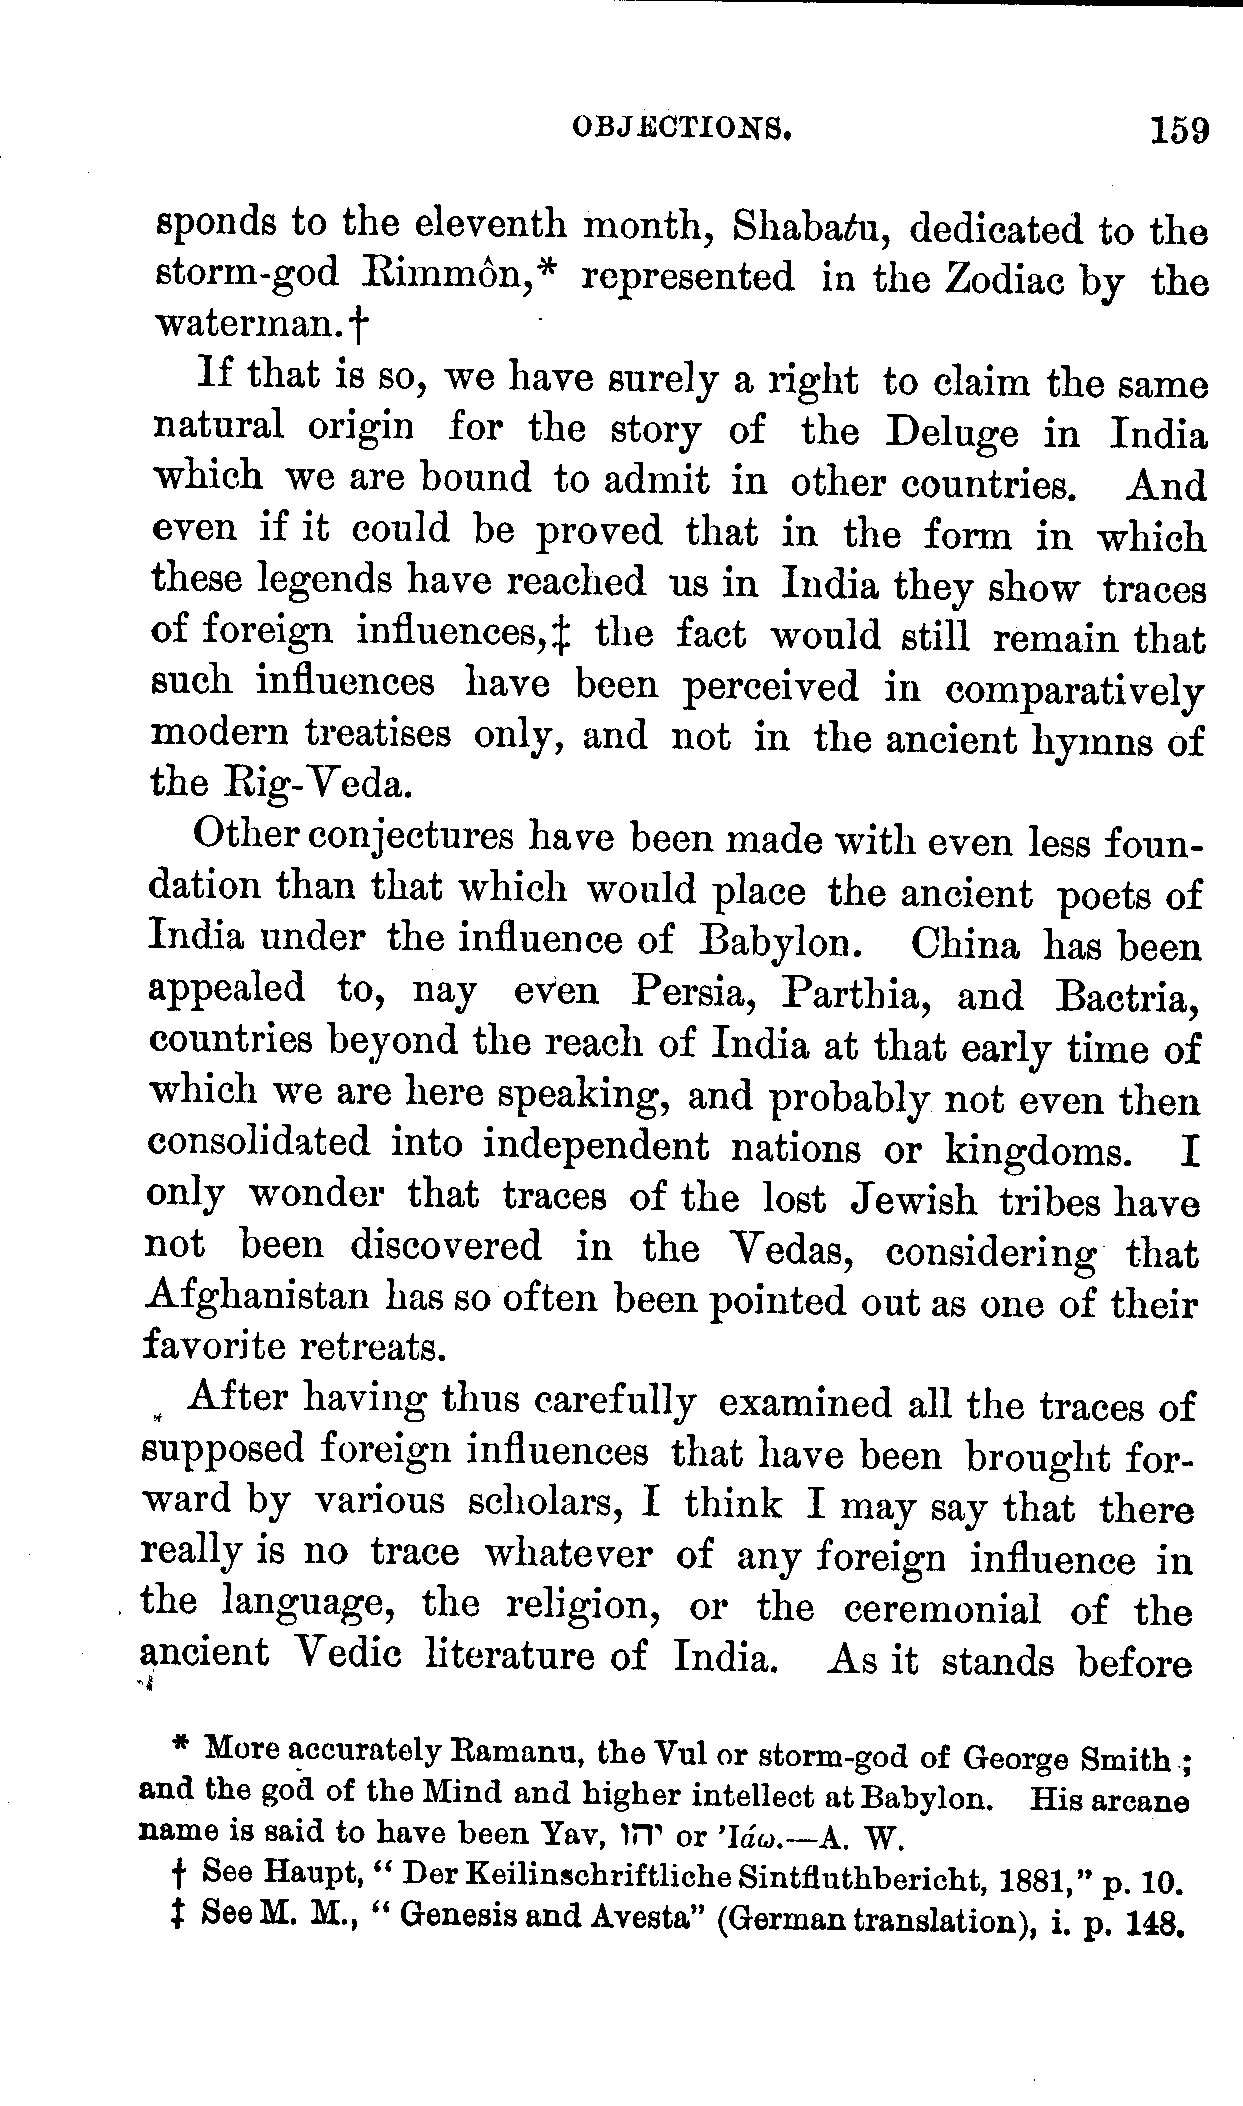 OBJECTIONS. 159
sponds to the eleventh month, Shabatu, dedicated to the
storm-god Rimmôn,* represented in the Zodiac by the
waterman.†
If that is so, we have surely a right to claim the same
natural origin for the story of the Deluge in India
which we are bound to admit in other countries. And
even if it could be proved that in the form in which
these legends have reached us in India they show traces
of foreign influences,‡ the fact would still remain that
such influences have been perceived in comparatively
modern treatises only, and not in the ancient hymns of
the Rig-Veda.
Other conjectures have been made with even less foun-
dation than that which would place the ancient poets of
India under the influence of Babylon. China has been
appealed to, nay even Persia, Parthia, and Bactria,
countries beyond the reach of India at that early time of
which we are here speaking, and probably not even then
consolidated into independent nations or kingdoms. I
only wonder that traces of the lost Jewish tribes have
not been discovered in the Vedas, considering that
Afghanistan has so often been pointed out as one of their
favorite retreats.
After having thus carefully examined all the traces of
supposed foreign influences that have been brought for-
ward by various scholars, I think I may say that there
really is no trace whatever of any foreign influence in
the language, the religion, or the ceremonial of the
ancient Vedic literature of India. As it stands before
* More accurately Ramanu, the Vul or storm-god of George Smith;
and the god of the Mind and higher intellect at Babylon. His arcane
name is said to have been Yav, יהו or Ἰάω.—A. W.
† See Haupt, “Der Keilinschriftliche Sintfluthbericht, 1881,” p. 10.
‡ See M. M., “Genesis and Avesta” (German translation), i. p. 148.